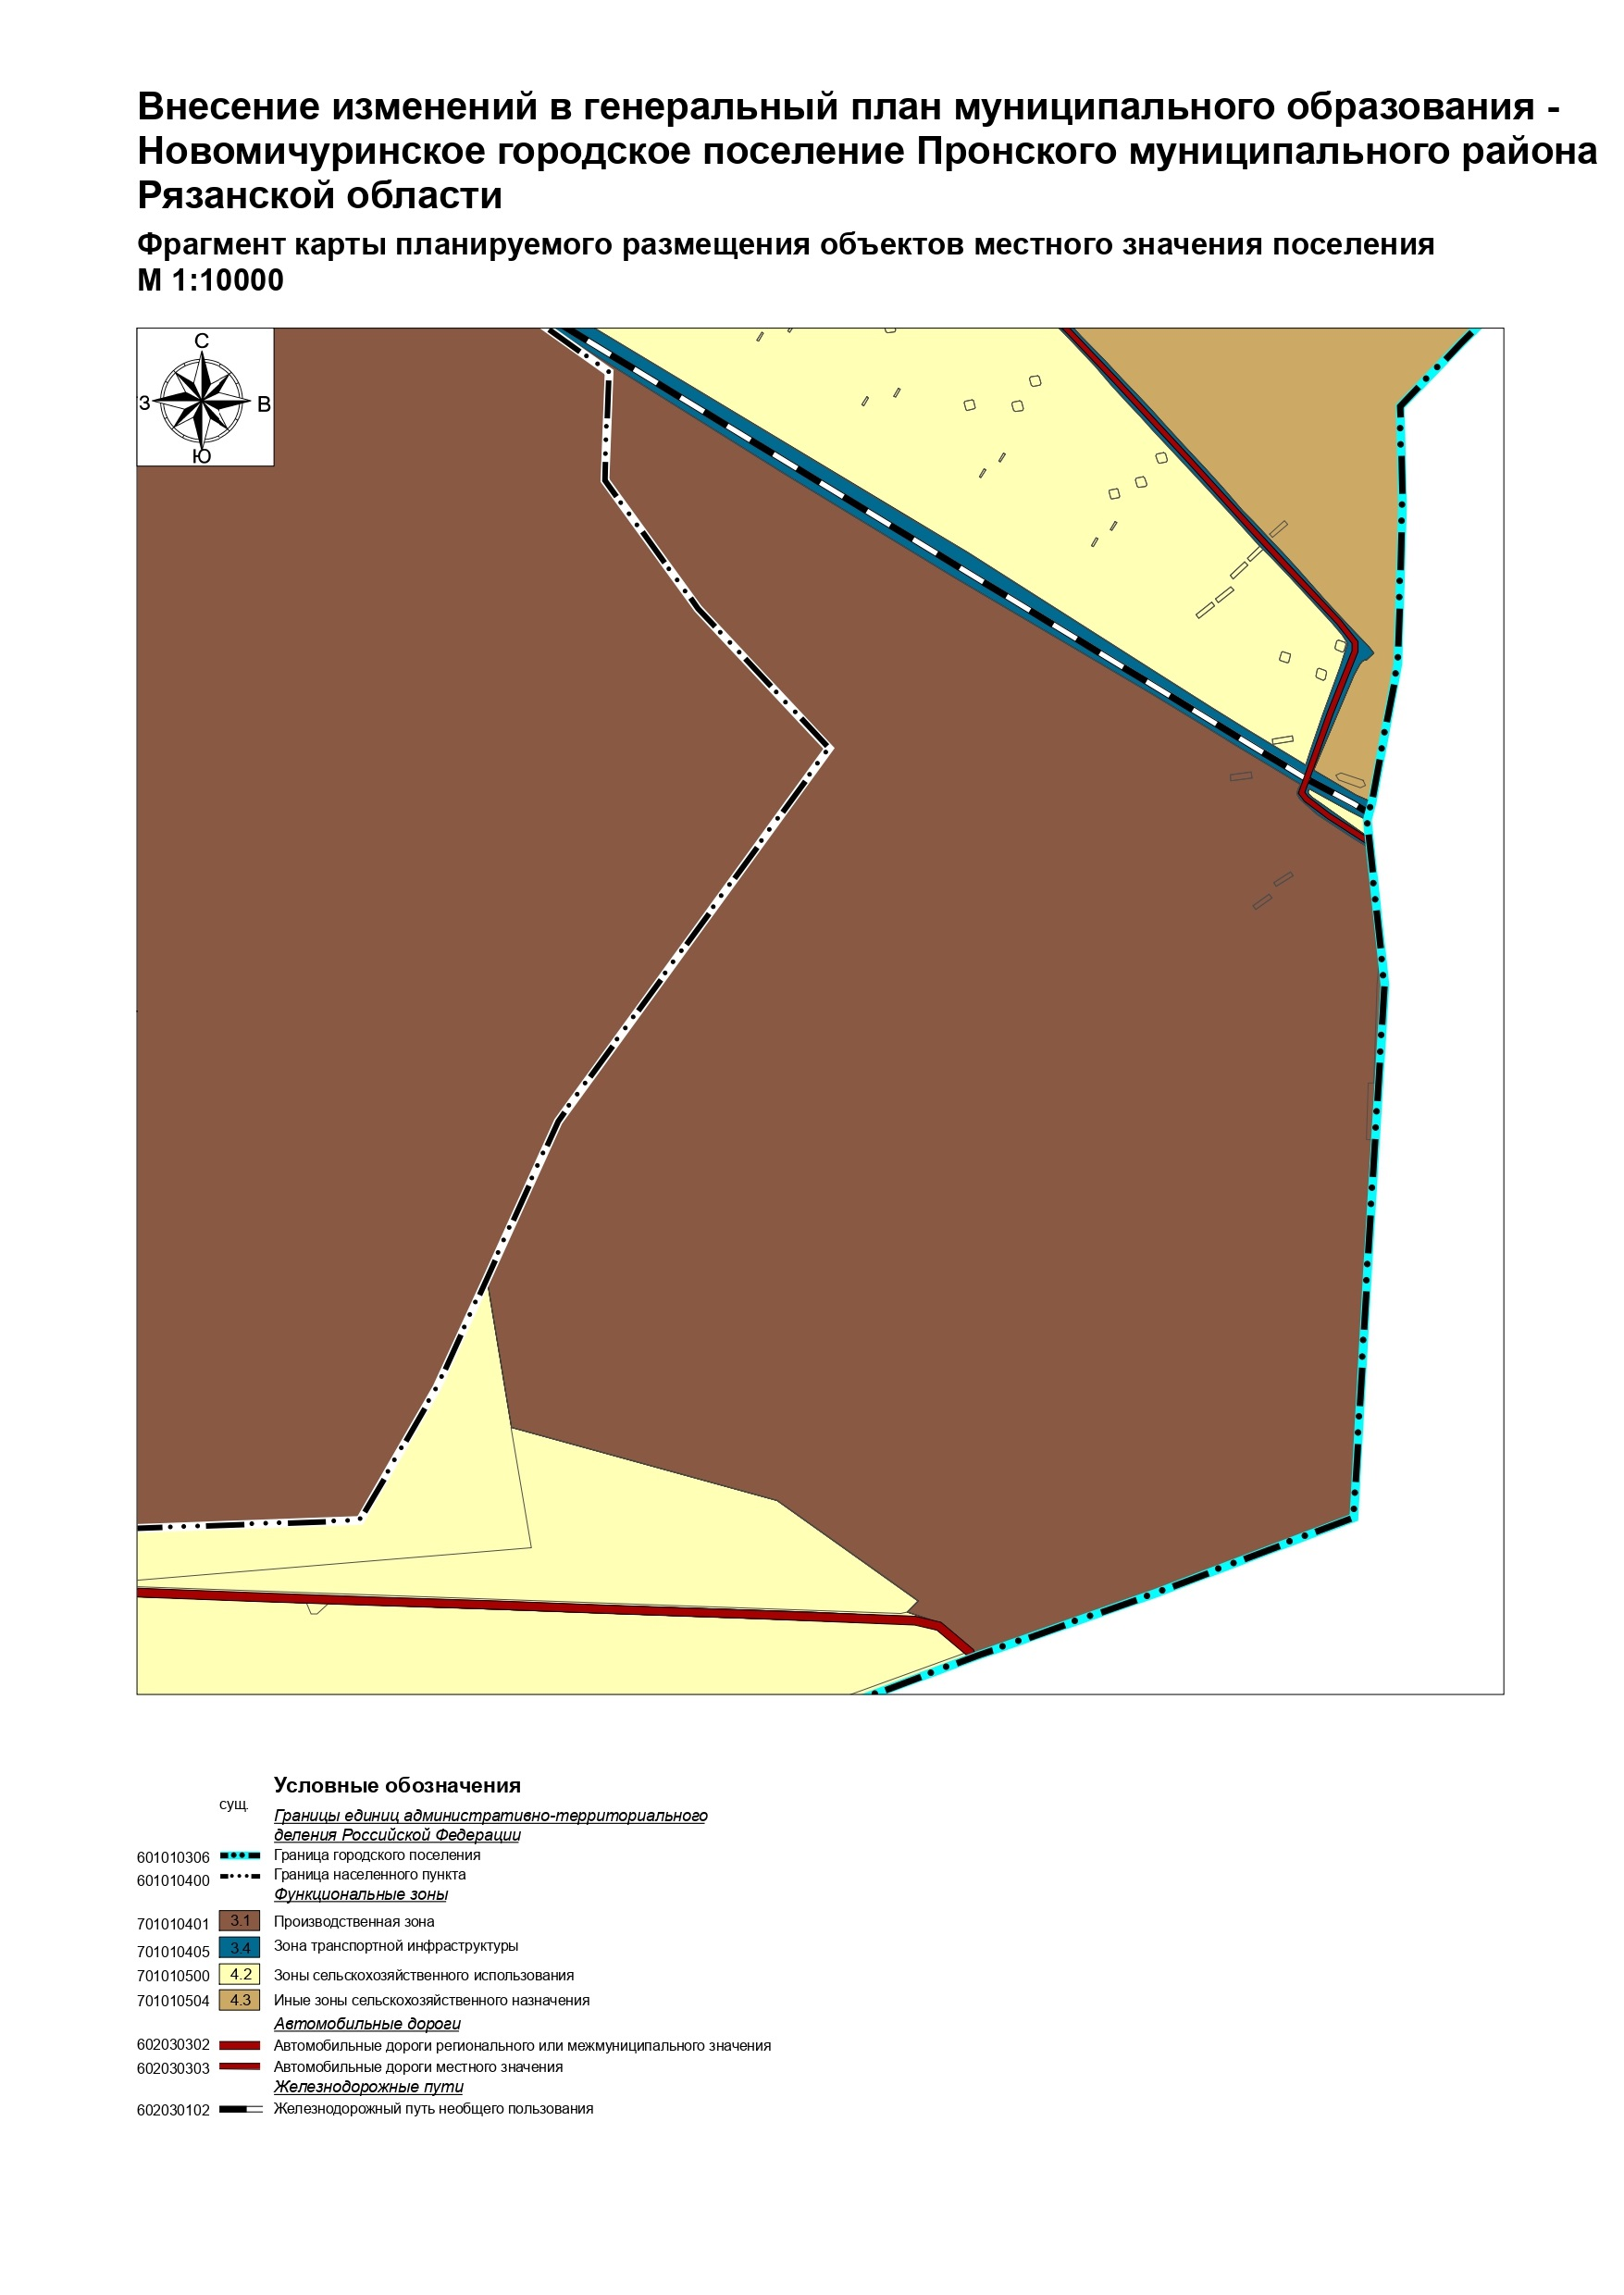 Внесение изменений в генеральный план муниципального образования -
Новомичуринское городское поселение Пронского муниципального района
Рязанской области
Фрагмент карты планируемого размещения объектов местного значения поселения
М 1:10000
С
З
В
Ю
Условные обозначения
сущ.
Границы единиц административно-территориального
деления Российской Федерации
601010306 Граница городского поселения
601010400 Граница населенного пункта
Функциональные зоны
701010401 3.1 Производственная зона
701010405 3.4 Зона транспортной инфраструктуры
701010500 4.2 Зоны сельскохозяйственного использования
701010504 4.3 Иные зоны сельскохозяйственного назначения
Автомобильные дороги
602030302 Автомобильные дороги регионального или межмуниципального значения
602030303 Автомобильные дороги местного значения
Железнодорожные пути
602030102 Железнодорожный путь необщего пользования